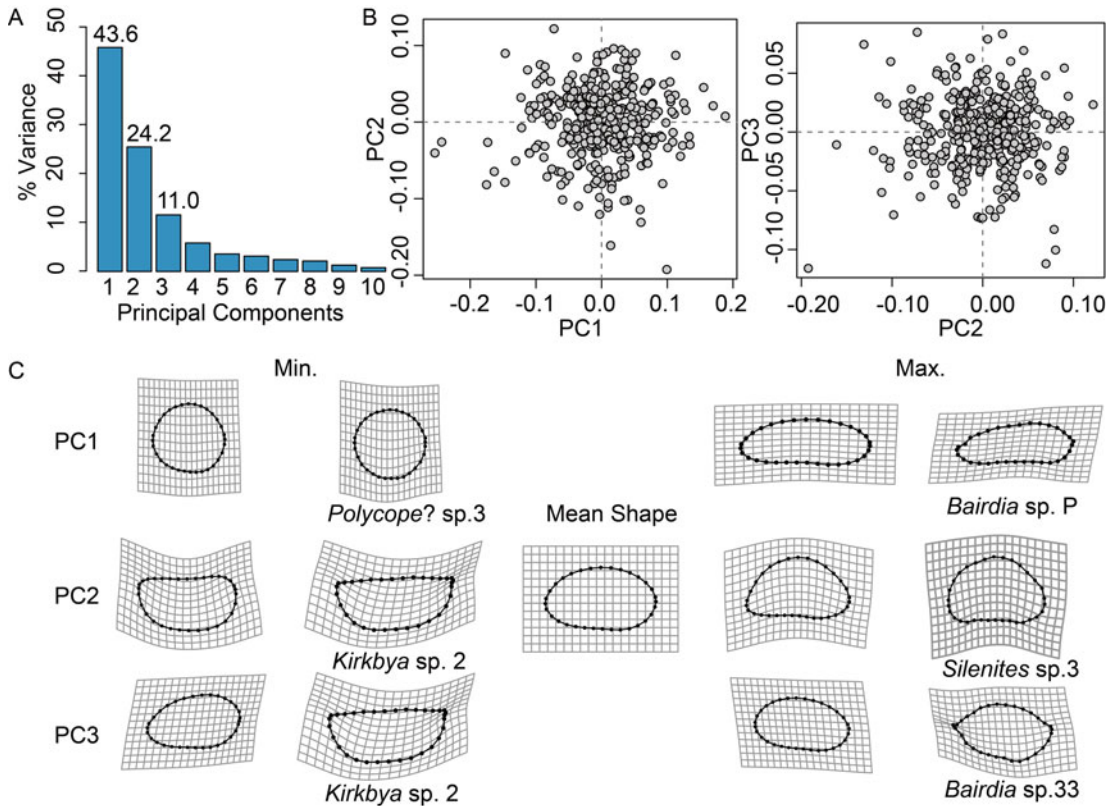 A
% Variance
50
40
30
20
10
0
43.6
24.2
11.0
1 2 3 4 5 6 7 8 9 10
Principal Components
B
PC2
0.10
0.00
-0.10
-0.20
-0.2 -0.1 0.0 0.1 0.2
PC1
PC3
0.05
0.00
-0.05
-0.10
-0.20 -0.10 0.00 0.10
PC2
C
Min.
Max.
PC1
Polycope? sp.3
Mean Shape
Bairdia sp. P
PC2
Kirkbya sp. 2
Silenites sp.3
PC3
Kirkbya sp. 2
Bairdia sp.33